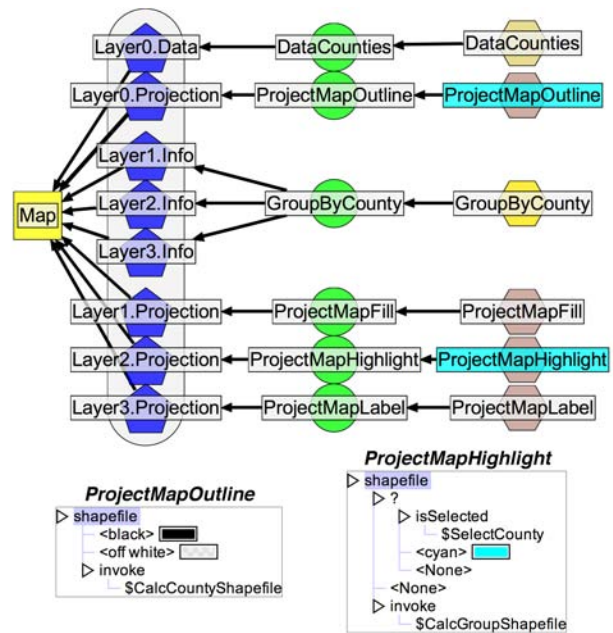 Layer0.Data DataCounties DataCounties
Layer0.Projection ProjectMapOutline ProjectMapOutline
Layer1.Info
Map Layer2.Info GroupByCounty GroupByCounty
Layer3.Info
Layer1.Projection ProjectMapFill ProjectMapFill
Layer2.Projection ProjectMapHighlight ProjectMapHighlight
Layer3.Projection ProjectMapLabel ProjectMapLabel
ProjectMapOutline
shapefile
<black>
<off white>
invoke
$CalcCountyShapefile
ProjectMapHighlight
shapefile
?
isSelected
$SelectCounty
<cyan>
<None>
<None>
invoke
$CalcGroupShapefile